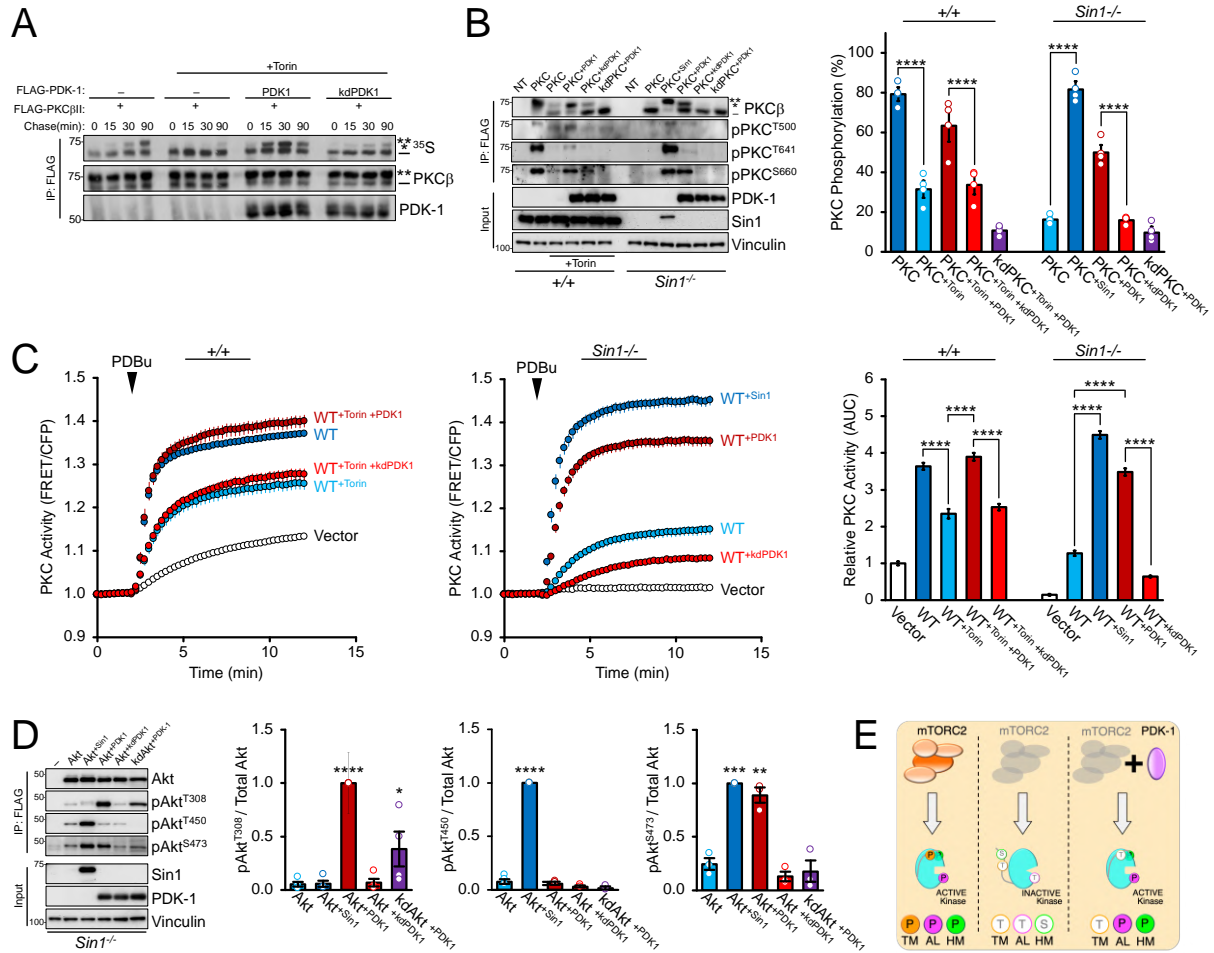 A
+Torin
FLAG-PDK-1: – – PDK1 kdPDK1
FLAG-PKCβII: + + + +
Chase(min): 0 15 30 90 0 15 30 90 0 15 30 90 0 15 30 90
IP: FLAG
75
50
** 
* 35S
–
** PKCβ
–
PDK-1
B
NT PKC PKC PKC+PDK1 PKC+kdPDK1 kdPKC+PDK1 NT PKC PKC+Sin1 PKC+PDK1 PKC+kdPDK1 kdPKC+PDK1
IP: FLAG
Input
75
75
75
75
100
**
* PKCβ
–
pPKCT500
pPKCT641
pPKCS660
PDK-1
Sin1
Vinculin
+Torin
+/+ Sin1-/-
+/+ Sin1-/-
PKC Phosphorylation (%)
100
80
60
40
20
0
**** **** **** ****
PKC
PKC+Torin
PKC+Torin +PDK1
PKC+Torin +kdPDK1
kdPKC+Torin +PDK1
PKC
PKC+Sin1
PKC+PDK1
PKC+kdPDK1
kdPKC+PDK1
C
PDBu
+/+
PKC Activity (FRET/CFP)
1.5
1.4
1.3
1.2
1.1
1.0
0.9
WT+Torin +PDK1
WT
WT+Torin +kdPDK1
WT+Torin
Vector
0 5 10 15
Time (min)
PDBu
Sin1-/-
PKC Activity (FRET/CFP)
1.5
1.4
1.3
1.2
1.1
1.0
0.9
WT+Sin1
WT+PDK1
WT
WT+kdPDK1
Vector
0 5 10 15
Time (min)
+/+ Sin1-/-
Relative PKC Activity (AUC)
6
5
4
3
2
1
0
**** **** **** **** **** ****
Vector
WT
WT+Torin
WT+Torin +PDK1
WT+Torin +kdPDK1
Vector
WT
WT+Sin1
WT+PDK1
WT+kdPDK1
D
– Akt Akt+Sin1 Akt+PDK1 Akt+kdPDK1 kdAkt+PDK-1
IP: FLAG
Input
50 Akt
50 pAktT308
50 pAktT450
50 pAktS473
75 Sin1
PDK-1
100 Vinculin
Sin1-/-
pAktT308/ Total Akt
1.5
1.0
0.5
0.0
**** *
Akt
Akt+Sin1
Akt+PDK1
Akt +kdPDK1
kdAkt +PDK1
pAktT450/ Total Akt
1.5
1.0
0.5
0.0
****
Akt
Akt+Sin1
Akt+PDK1
Akt +kdPDK1
kdAkt +PDK1
pAktS473/ Total Akt
1.5
1.0
0.5
0.0
*** **
Akt
Akt+Sin1
Akt+PDK1
Akt +kdPDK1
kdAkt +PDK1
E
mTORC2 mTORC2 mTORC2 PDK-1
+
ACTIVE
Kinase
INACTIVE
Kinase
ACTIVE
Kinase
P P P T T S T P P
TM AL HM TM AL HM TM AL HM